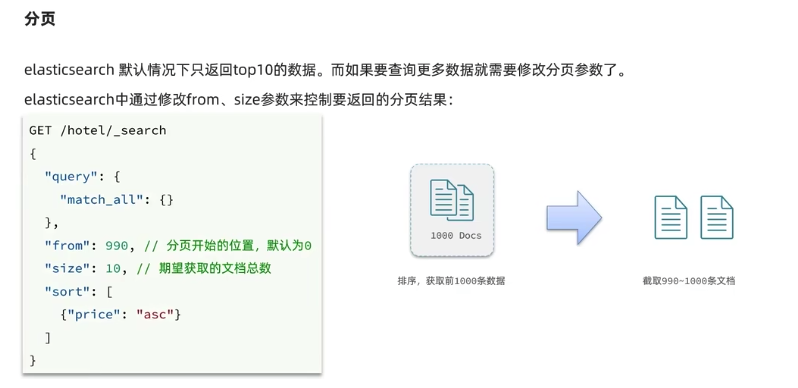 分页
elasticsearch 默认情况下只返回top10的数据。而如果要查询更多数据就需要修改分页参数了。
elasticsearch中通过修改from、size参数来控制要返回的分页结果：
GET /hotel/_search
{
  "query": {
    "match_all": {}
  },
  "from": 990, // 分页开始的位置，默认为0
  "size": 10, // 期望获取的文档总数
  "sort": [
    {"price": "asc"}
  ]
}
1000 Docs
排序，获取前1000条数据
截取990~1000条文档